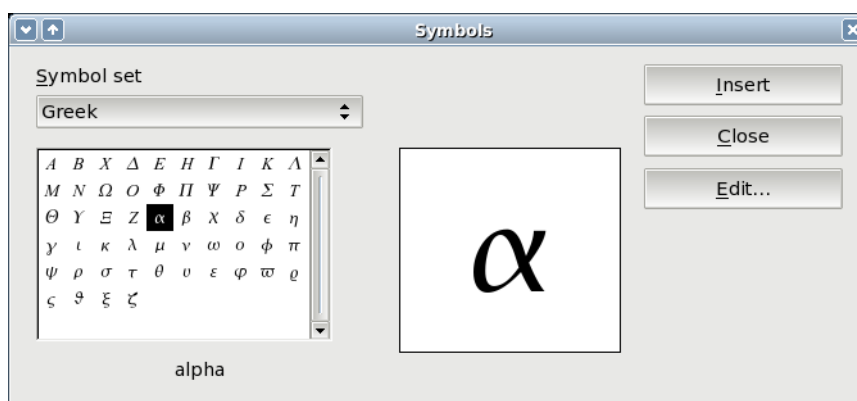 Symbols
Symbol set
Greek
Α Β Χ Δ Ε Η Γ Ι Κ Λ
Μ Ν Ω Ο Φ Π Ψ Ρ Σ Τ
Θ Υ Ξ Ζ α β χ δ ϵ η
γ ι κ λ μ ν ω ο ϕ π
ψ ρ σ τ θ υ ε φ ϖ ϱ
ς ϑ ξ ζ
alpha
α
Insert
Close
Edit...